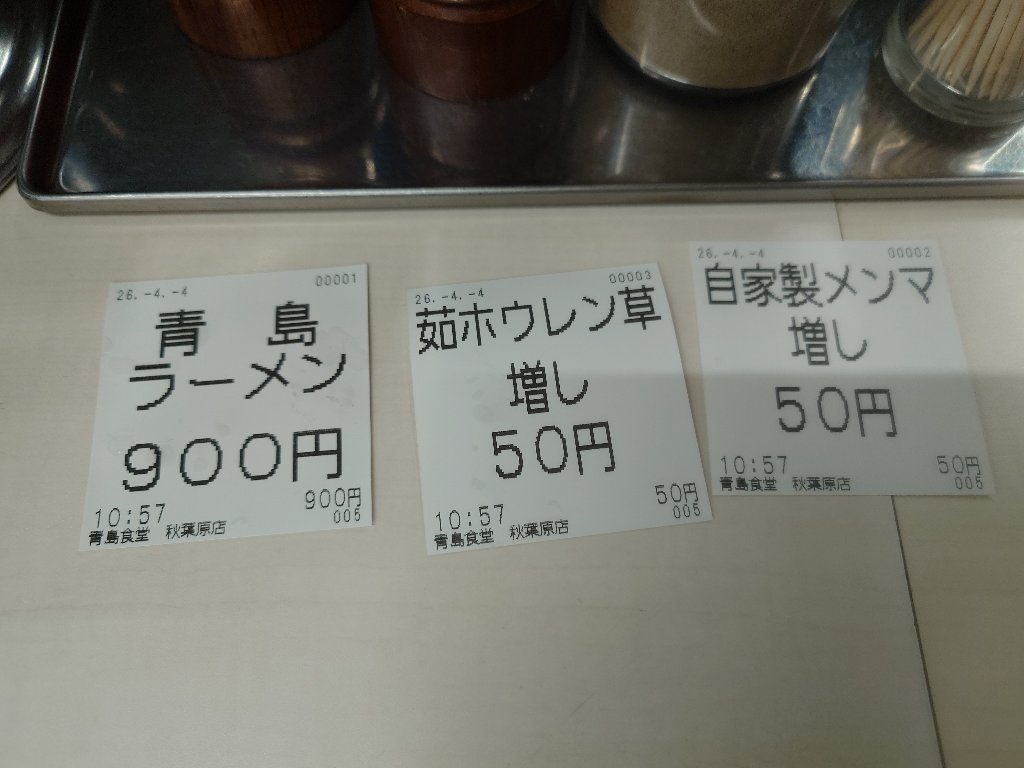 26.-4.-4 00001
青 島
ラーメン
900円
900円
10:57 005
青島食堂 秋葉原店
26.-4.-4 00003
茹ホウレン草
増し
50円
50円
10:57 005
青島食堂 秋葉原店
26.-4.-4 00002
自家製メンマ
増し
50円
10:57 50円
青島食堂 秋葉原店 005